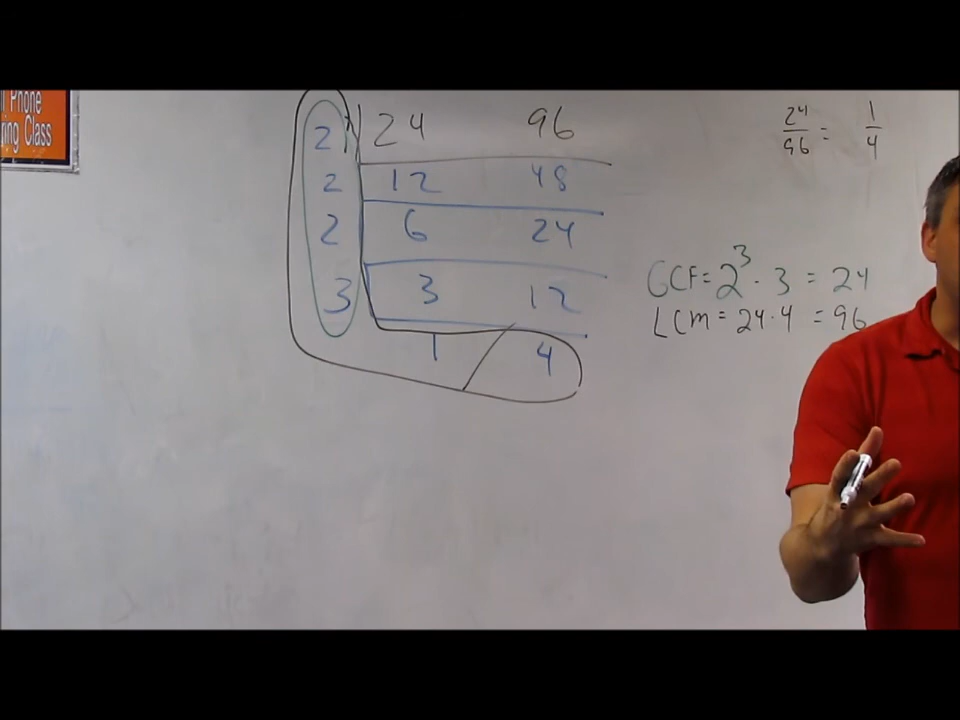 l Phone
ring Class
2 24 96
2 12 48
2 6 24
3 3 12
1 4
24/96 = 1/4
GCF = 2³ · 3 = 24
LCM = 24 · 4 = 96